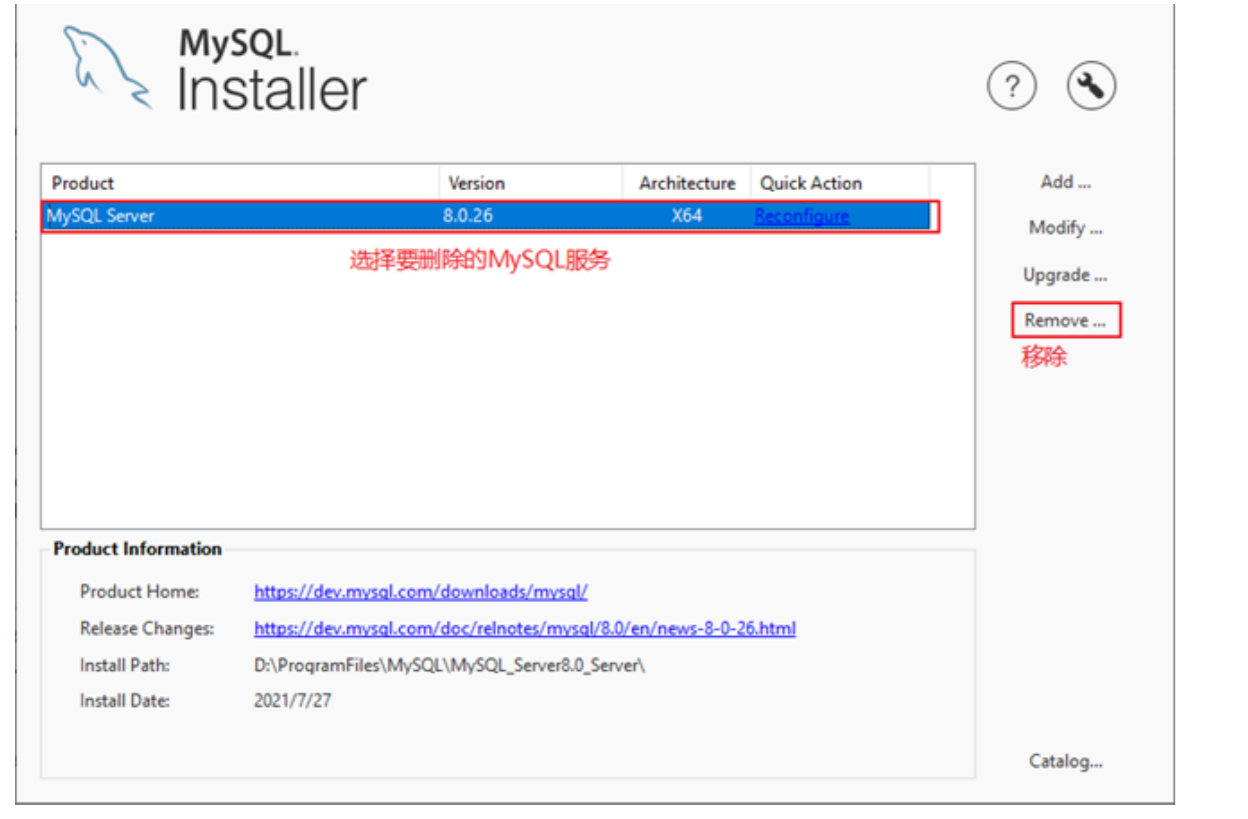 MySQL.
Installer
?
Product Version Architecture Quick Action
MySQL Server 8.0.26 X64 Reconfigure
选择要删除的MySQL服务
Add ...
Modify ...
Upgrade ...
Remove ...
移除
Product Information
Product Home: https://dev.mysql.com/downloads/mysql/
Release Changes: https://dev.mysql.com/doc/relnotes/mysql/8.0/en/news-8-0-26.html
Install Path: D:\ProgramFiles\MySQL\MySQL_Server8.0_Server\
Install Date: 2021/7/27
Catalog...